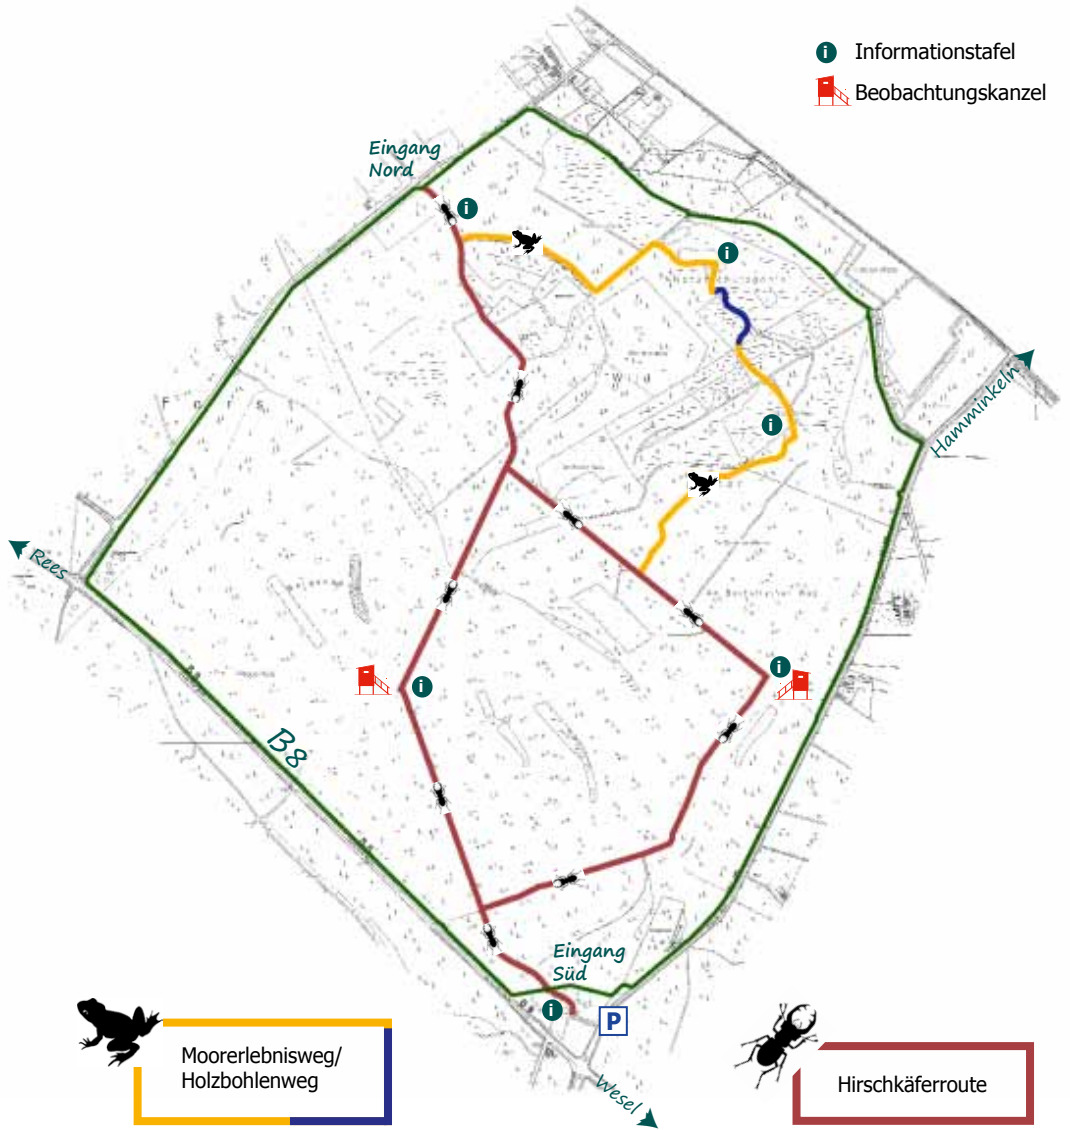 i Informationstafel
Beobachtungskanzel
Eingang
Nord
i
i
Hamminkeln
i
Rees
i
i
B8
Eingang
Süd
i
P
Moorerlebnisweg/
Holzbohlenweg
Hirschkäferroute
Wesel